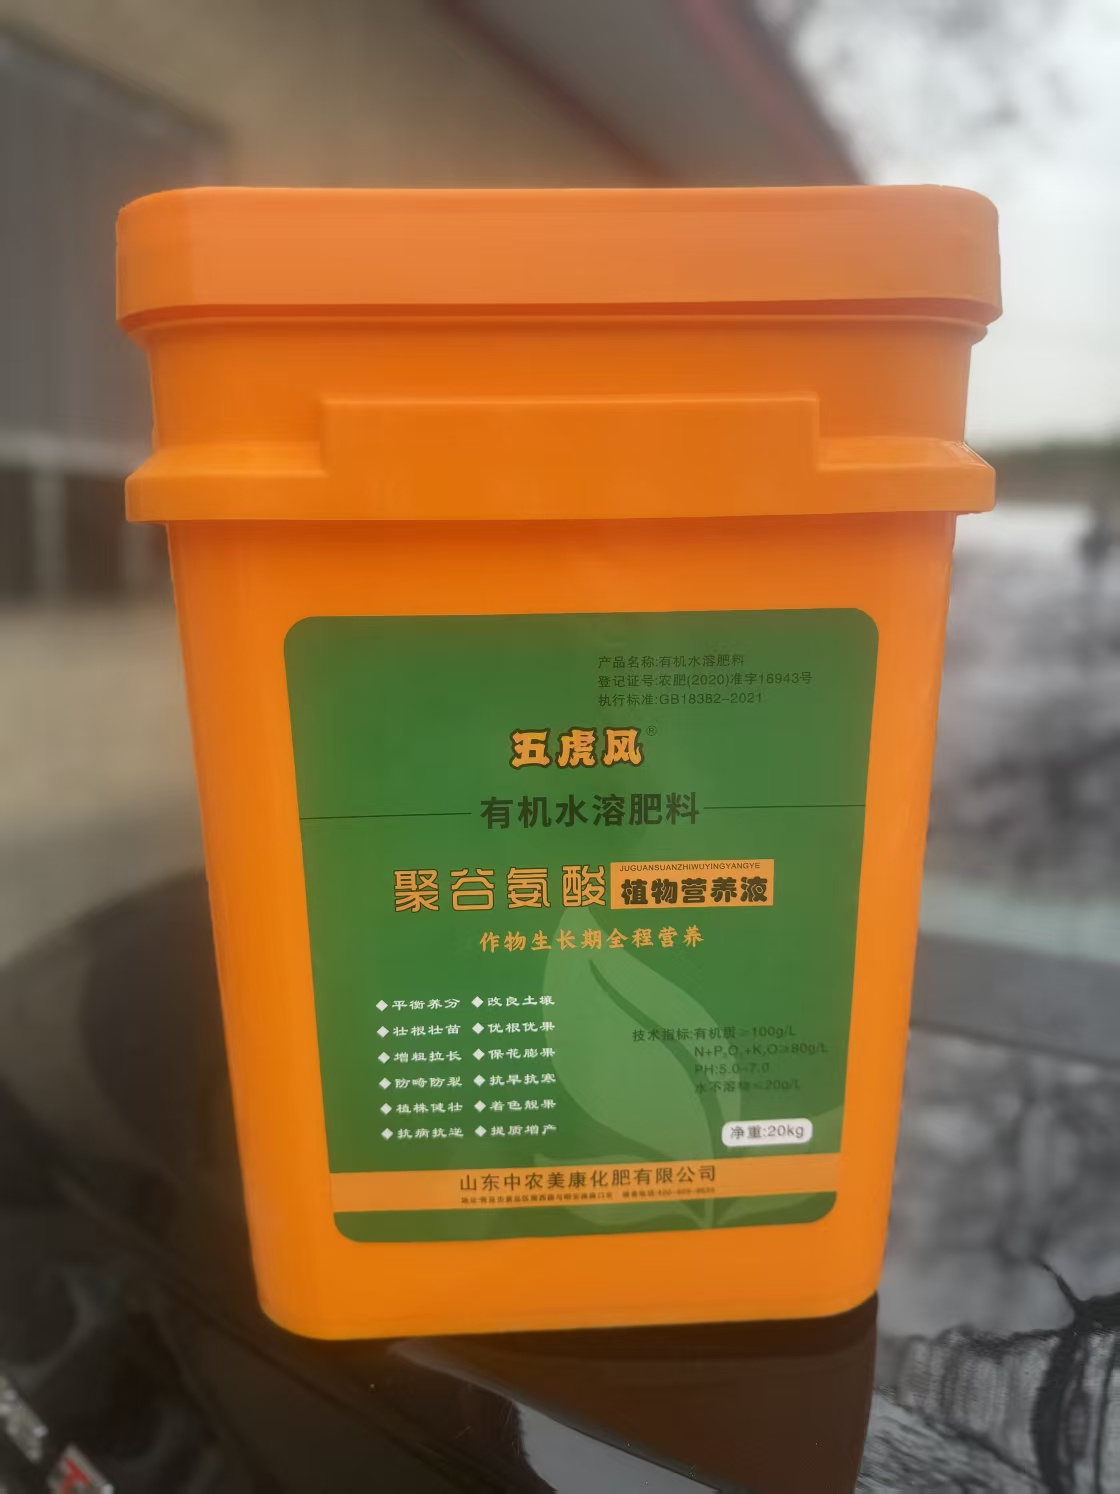 产品名称:有机水溶肥料
登记证号:农肥(2020)准字16943号
执行标准:GB18382-2021
五虎风®
有机水溶肥料
JUGUANSUANZHIWUYINGYANGYE
聚谷氨酸 植物营养液
作物生长期全程营养
◆平衡养分 ◆改良土壤
◆壮根壮苗 ◆优根优果
◆增粗拉长 ◆保花膨果
◆防畸防裂 ◆抗旱抗寒
◆植株健壮 ◆着色靓果
◆抗病抗逆 ◆提质增产
技术指标:有机质≥100g/L
N+P₂O₅+K₂O≥80g/L
PH:5.0-7.0
水不溶物≤20g/L
净重:20kg
山东中农美康化肥有限公司